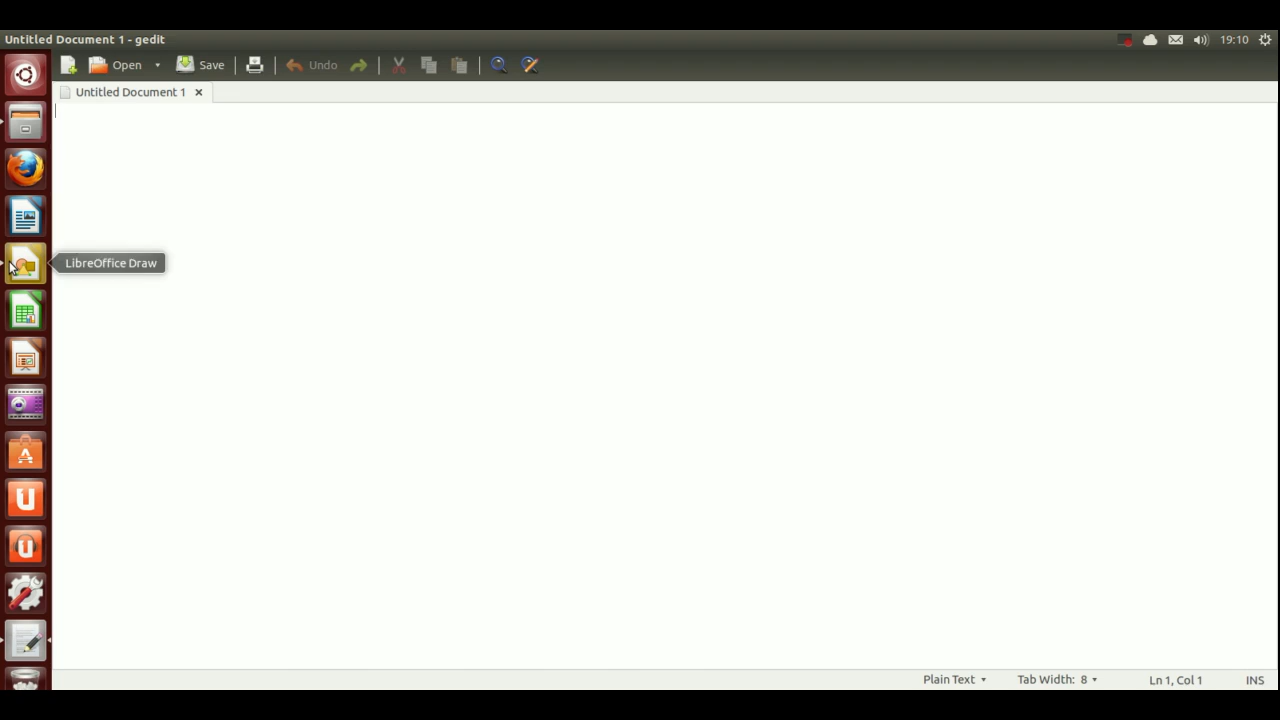 Untitled Document 1 - gedit
19:10
Open
Save
Undo
Untitled Document 1
LibreOffice Draw
Plain Text
Tab Width: 8
Ln 1, Col 1
INS